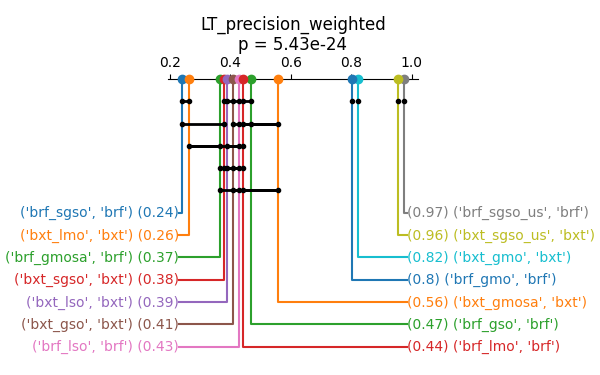 LT_precision_weighted
p = 5.43e-24
0.2 0.4 0.6 0.8 1.0
('brf_sgso', 'brf') (0.24) (0.97) ('brf_sgso_us', 'brf')
('bxt_lmo', 'bxt') (0.26) (0.96) ('bxt_sgso_us', 'bxt')
('brf_gmosa', 'brf') (0.37) (0.82) ('bxt_gmo', 'bxt')
('bxt_sgso', 'bxt') (0.38) (0.8) ('brf_gmo', 'brf')
('bxt_lso', 'bxt') (0.39) (0.56) ('bxt_gmosa', 'bxt')
('bxt_gso', 'bxt') (0.41) (0.47) ('brf_gso', 'brf')
('brf_lso', 'brf') (0.43) (0.44) ('brf_lmo', 'brf')